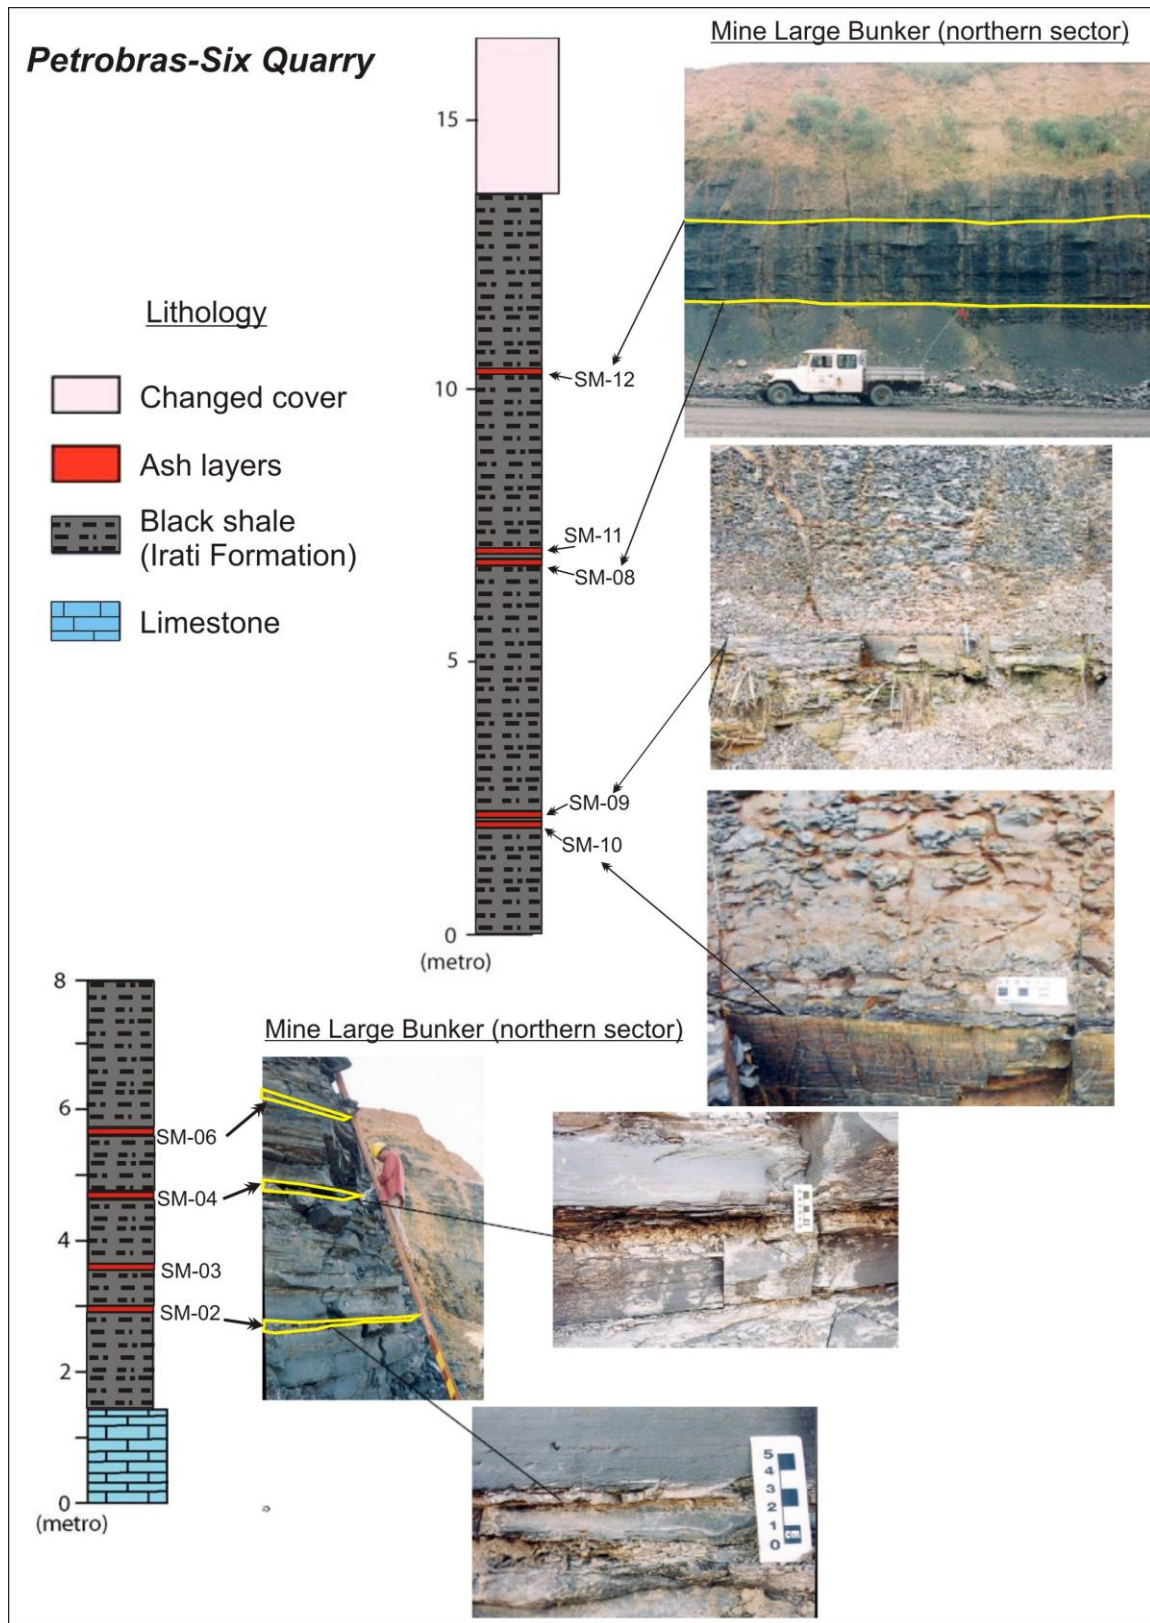 Petrobras-Six Quarry
Mine Large Bunker (northern sector)
15
Lithology
Changed cover
Ash layers
Black shale
(Irati Formation)
Limestone
SM-12
10
SM-11
SM-08
5
SM-09
SM-10
0
(metro)
8
6
4
2
0
(metro)
SM-06
SM-04
SM-03
SM-02
Mine Large Bunker (northern sector)
5
4
3
2
1
0
cm